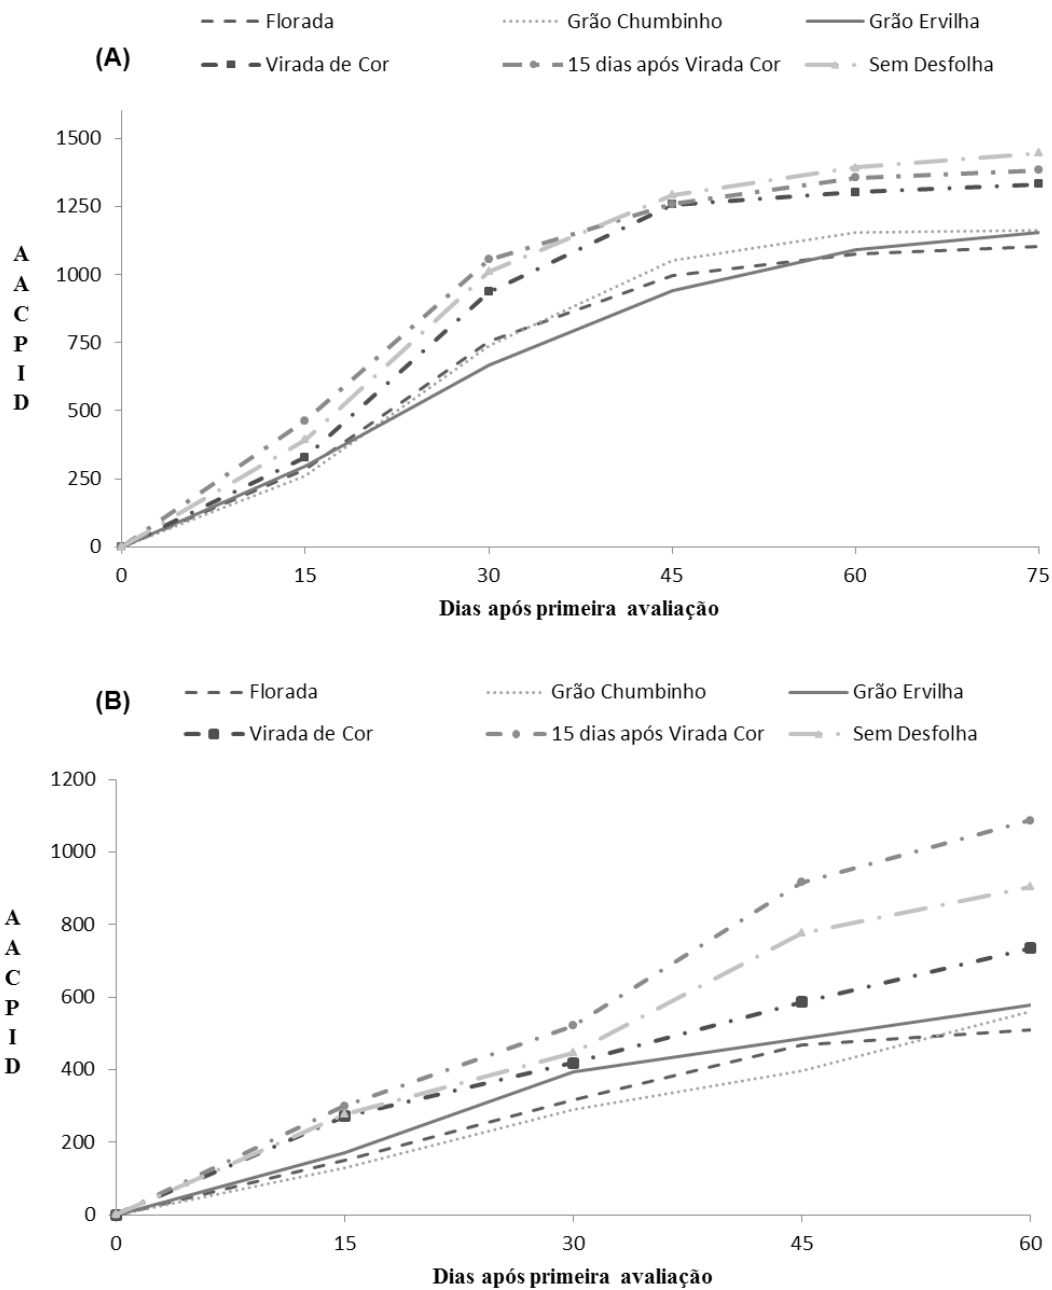 Florada Grão Chumbinho Grão Ervilha
(A)
Virada de Cor 15 dias após Virada Cor Sem Desfolha
1500
1250
1000
750
500
250
0
A
A
C
P
I
D
0 15 30 45 60 75
Dias após primeira avaliação
(B)
Florada Grão Chumbinho Grão Ervilha
Virada de Cor 15 dias após Virada Cor Sem Desfolha
1200
1000
800
600
400
200
0
A
A
C
P
I
D
0 15 30 45 60
Dias após primeira avaliação